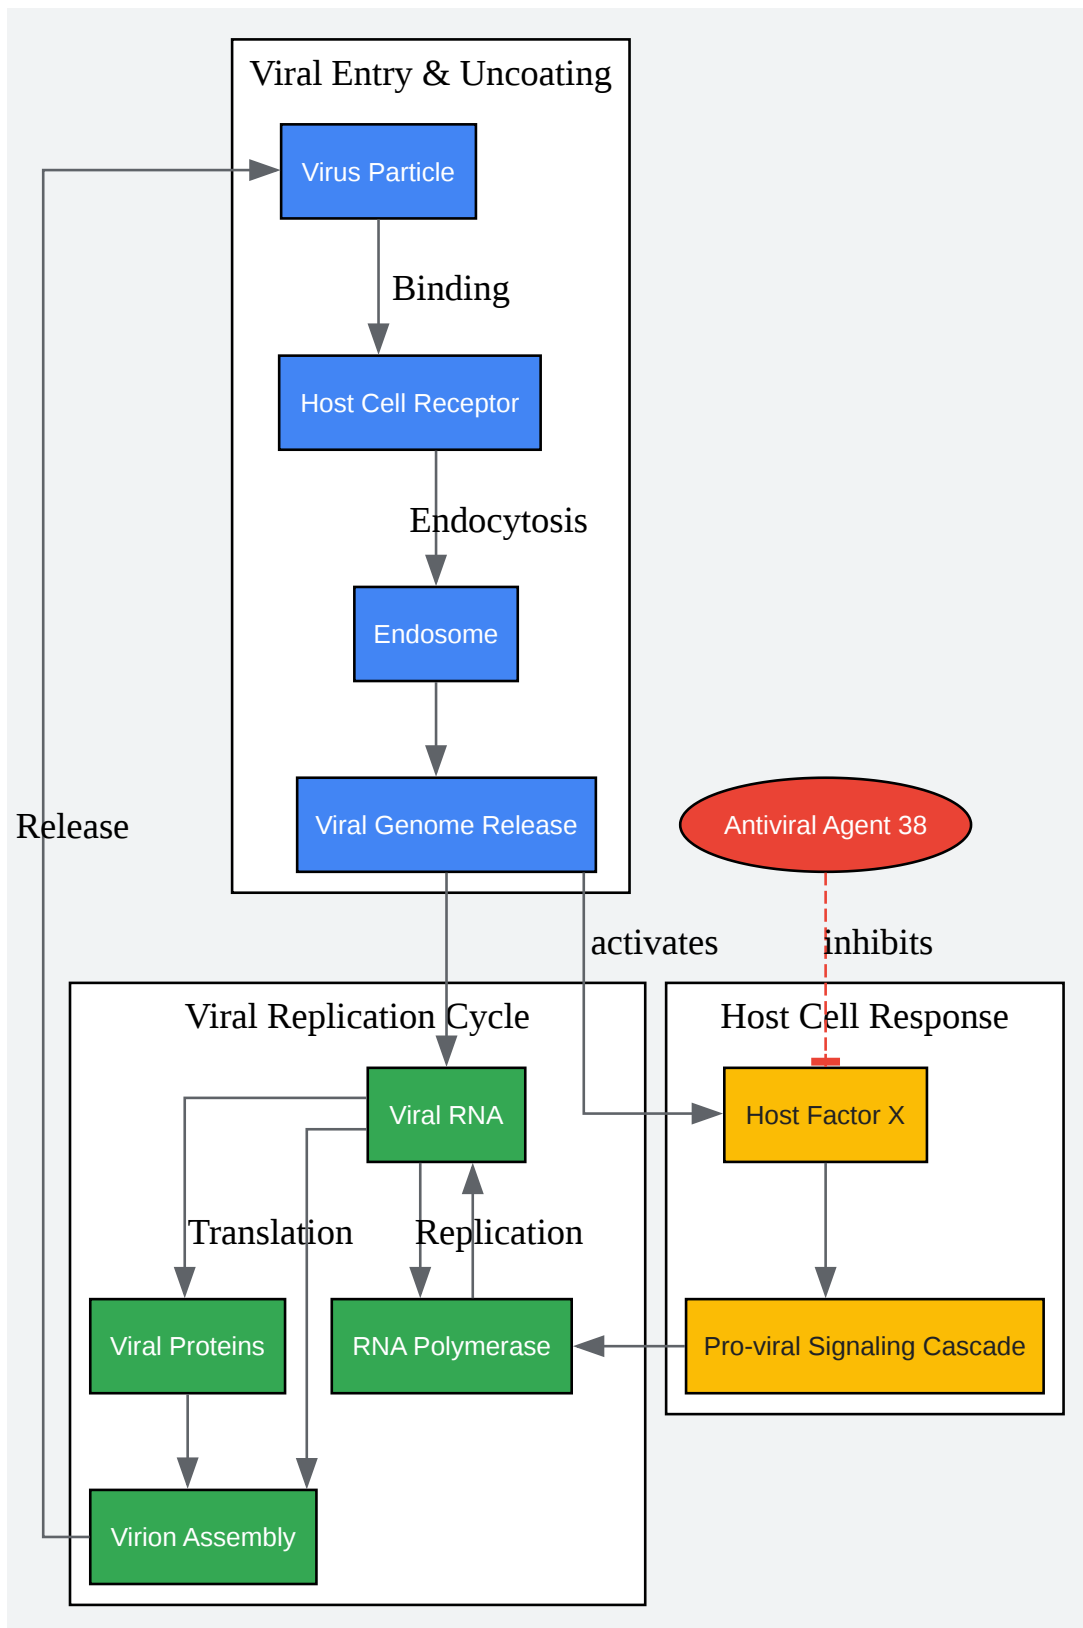 Viral Entry & Uncoating
Virus Particle
Binding
Host Cell Receptor
Endocytosis
Endosome
Viral Genome Release
Antiviral Agent 38
Release
activates
inhibits
Viral Replication Cycle
Host Cell Response
Viral RNA
Host Factor X
Translation
Replication
Viral Proteins
RNA Polymerase
Pro-viral Signaling Cascade
Virion Assembly